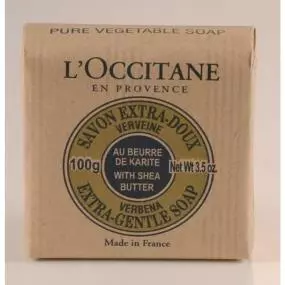 PURE VEGETABLE SOAP
L'OCCITANE
EN PROVENCE
SAVON EXTRA-DOUX
VERVEINE
100g
AU BEURRE
DE KARITE
WITH SHEA
BUTTER
Net Wt 3.5 oz.
VERBENA
EXTRA-GENTLE SOAP
Made in France